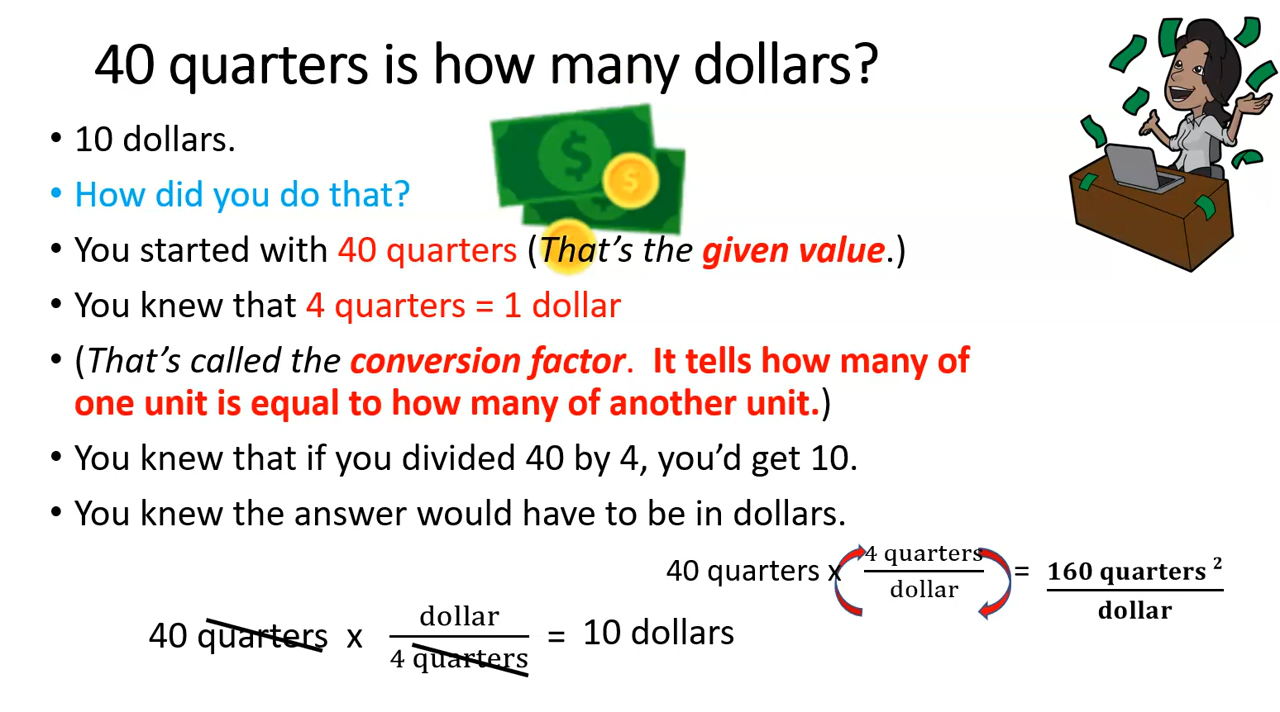 40 quarters is how many dollars?
• 10 dollars.
• How did you do that?
• You started with 40 quarters (That’s the given value.)
• You knew that 4 quarters = 1 dollar
• (That’s called the conversion factor. It tells how many of
one unit is equal to how many of another unit.)
• You knew that if you divided 40 by 4, you’d get 10.
• You knew the answer would have to be in dollars.
4 quarters
40 quarters x = 160 quarters ²
dollar
dollar
dollar
40 quarters x = 10 dollars
4 quarters
$
$
$